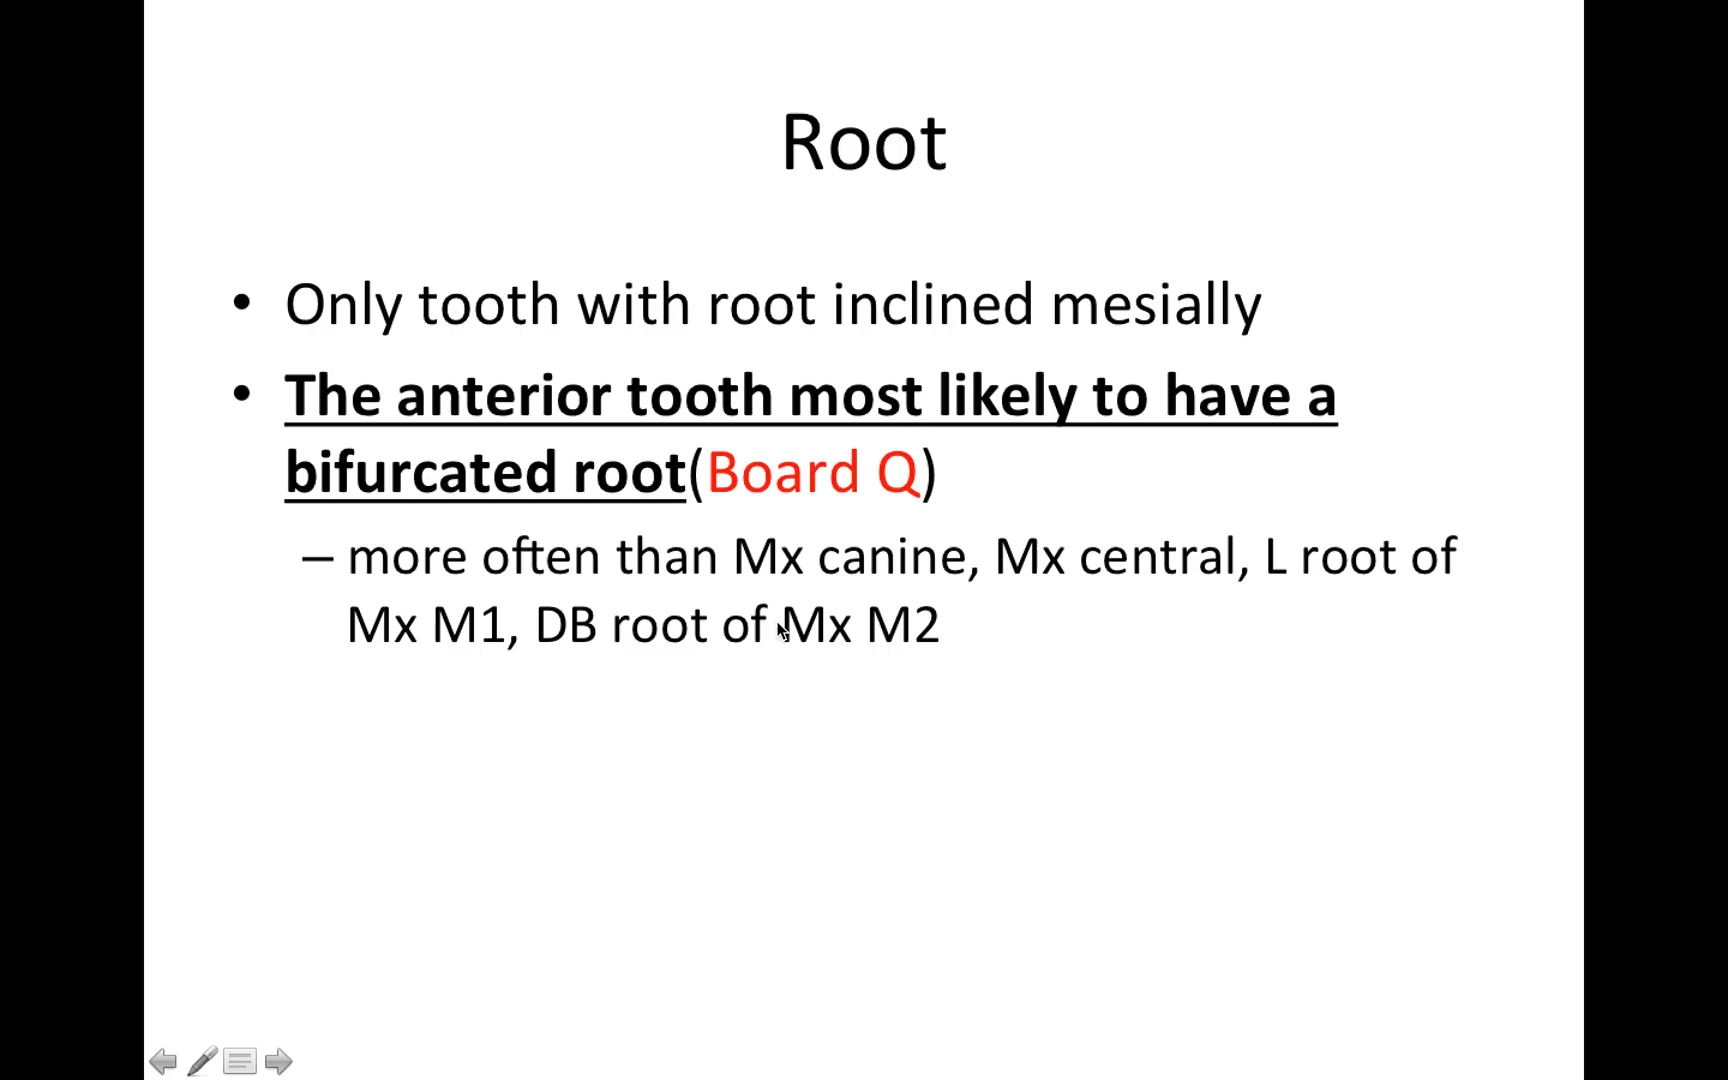 Root
• Only tooth with root inclined mesially
• The anterior tooth most likely to have a
bifurcated root(Board Q)
– more often than Mx canine, Mx central, L root of
Mx M1, DB root of Mx M2